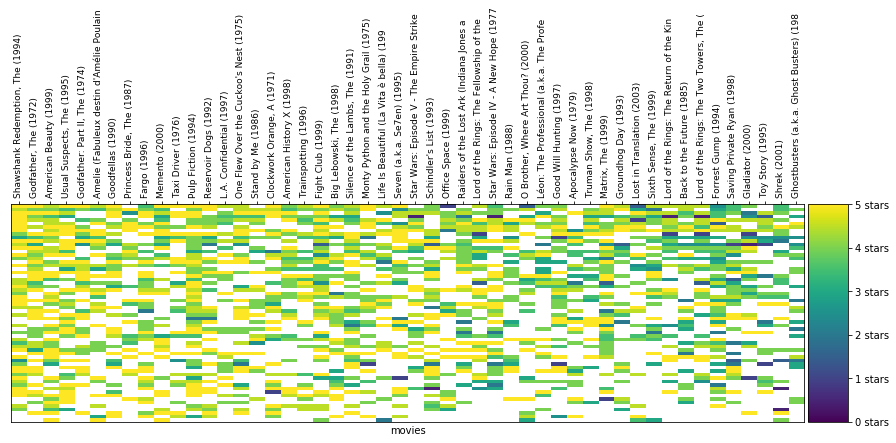 Shawshank Redemption, The (1994)
Godfather, The (1972)
American Beauty (1999)
Usual Suspects, The (1995)
Godfather: Part II, The (1974)
Amelie (Fabuleux destin d'Amélie Poulain
Goodfellas (1990)
Princess Bride, The (1987)
Fargo (1996)
Memento (2000)
Taxi Driver (1976)
Pulp Fiction (1994)
Reservoir Dogs (1992)
L.A. Confidential (1997)
One Flew Over the Cuckoo's Nest (1975)
Stand by Me (1986)
Clockwork Orange, A (1971)
American History X (1998)
Trainspotting (1996)
Fight Club (1999)
Big Lebowski, The (1998)
Silence of the Lambs, The (1991)
Monty Python and the Holy Grail (1975)
Life Is Beautiful (La Vita è bella) (199
Seven (a.k.a. Se7en) (1995)
Star Wars: Episode V - The Empire Strike
Schindler's List (1993)
Office Space (1999)
Raiders of the Lost Ark (Indiana Jones a
Lord of the Rings: The Fellowship of the
Star Wars: Episode IV - A New Hope (1977
Rain Man (1988)
O Brother, Where Art Thou? (2000)
Léon: The Professional (a.k.a. The Profe
Good Will Hunting (1997)
Apocalypse Now (1979)
Truman Show, The (1998)
Matrix, The (1999)
Groundhog Day (1993)
Lost in Translation (2003)
Sixth Sense, The (1999)
Lord of the Rings: The Return of the Kin
Back to the Future (1985)
Lord of the Rings: The Two Towers, The (
Forrest Gump (1994)
Saving Private Ryan (1998)
Gladiator (2000)
Toy Story (1995)
Shrek (2001)
Ghostbusters (a.k.a. Ghost Busters) (198
5 stars
4 stars
3 stars
2 stars
1 stars
0 stars
movies